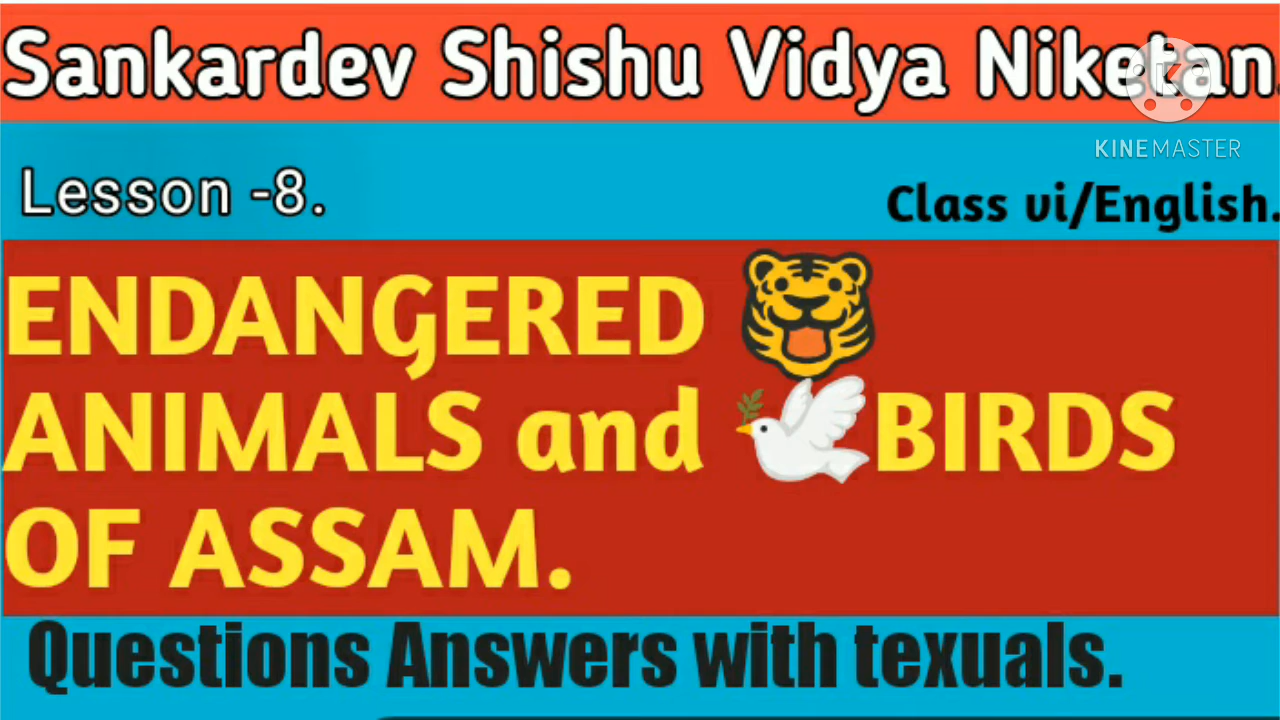 Sankardev Shishu Vidya Niketan.
KINEMASTER
Lesson -8.
Class vi/English.
ENDANGERED
ANIMALS and BIRDS
OF ASSAM.
Questions Answers with texuals.